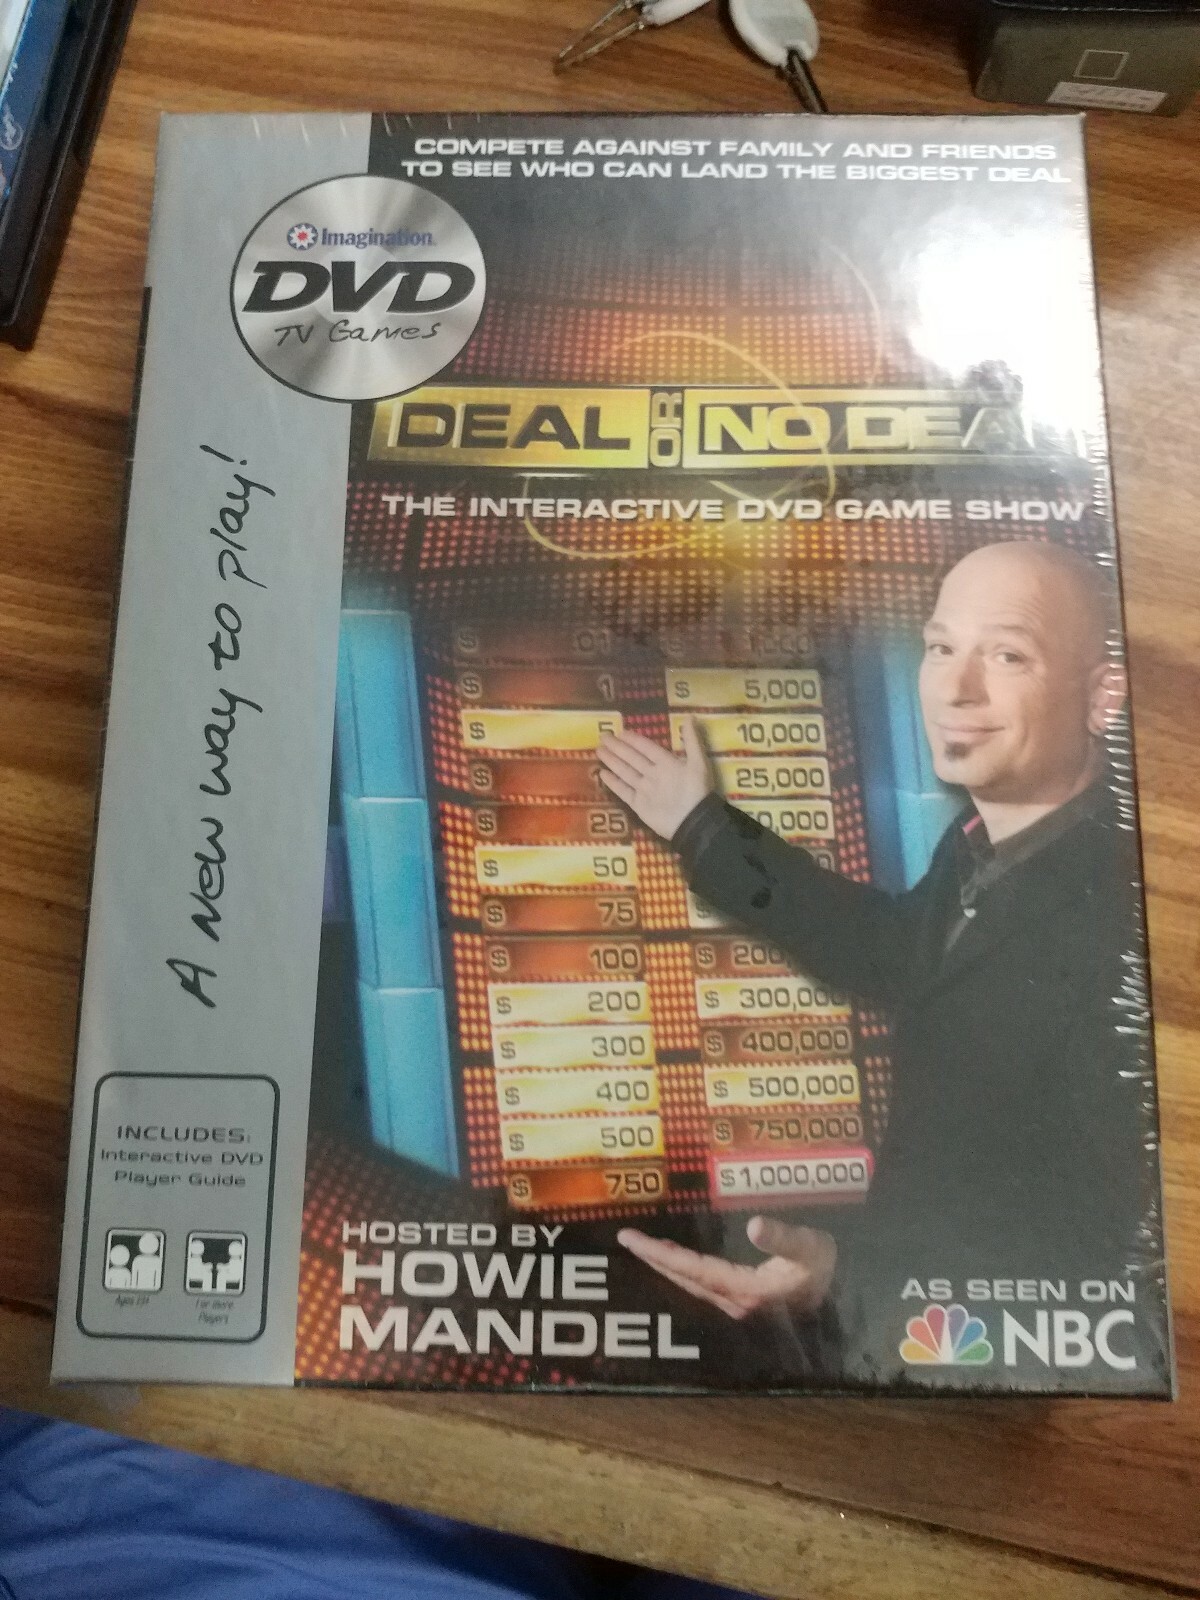 COMPETE AGAINST FAMILY AND FRIENDS
TO SEE WHO CAN LAND THE BIGGEST DEAL
Imagination
DVD
TV Games
DEAL OR NO DEA
THE INTERACTIVE DVD GAME SHOW
A New way to play!
$ .01
$ 1
$ 5
$
$ 25
$ 50
$ 75
$ 100
$ 200
$ 300
$ 400
$ 500
$ 750
$ 5,000
$ 10,000
25,000
$
$ 300,000
$ 400,000
$ 500,000
$ 750,000
$1,000,000
INCLUDES:
Interactive DVD
Player Guide
Players
HOSTED BY
HOWIE
MANDEL
AS SEEN ON
NBC